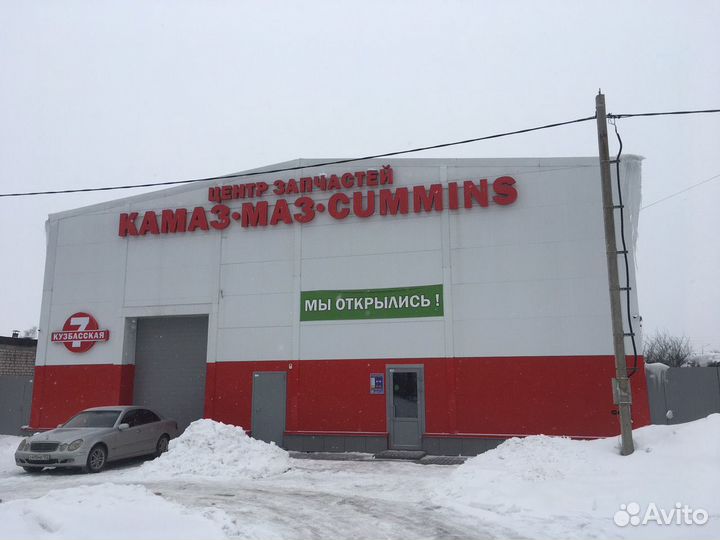 ЦЕНТР ЗАПЧАСТЕЙ
КАМАЗ·МАЗ·CUMMINS
МЫ ОТКРЫЛИСЬ !
7
КУЗБАССКАЯ
Avito